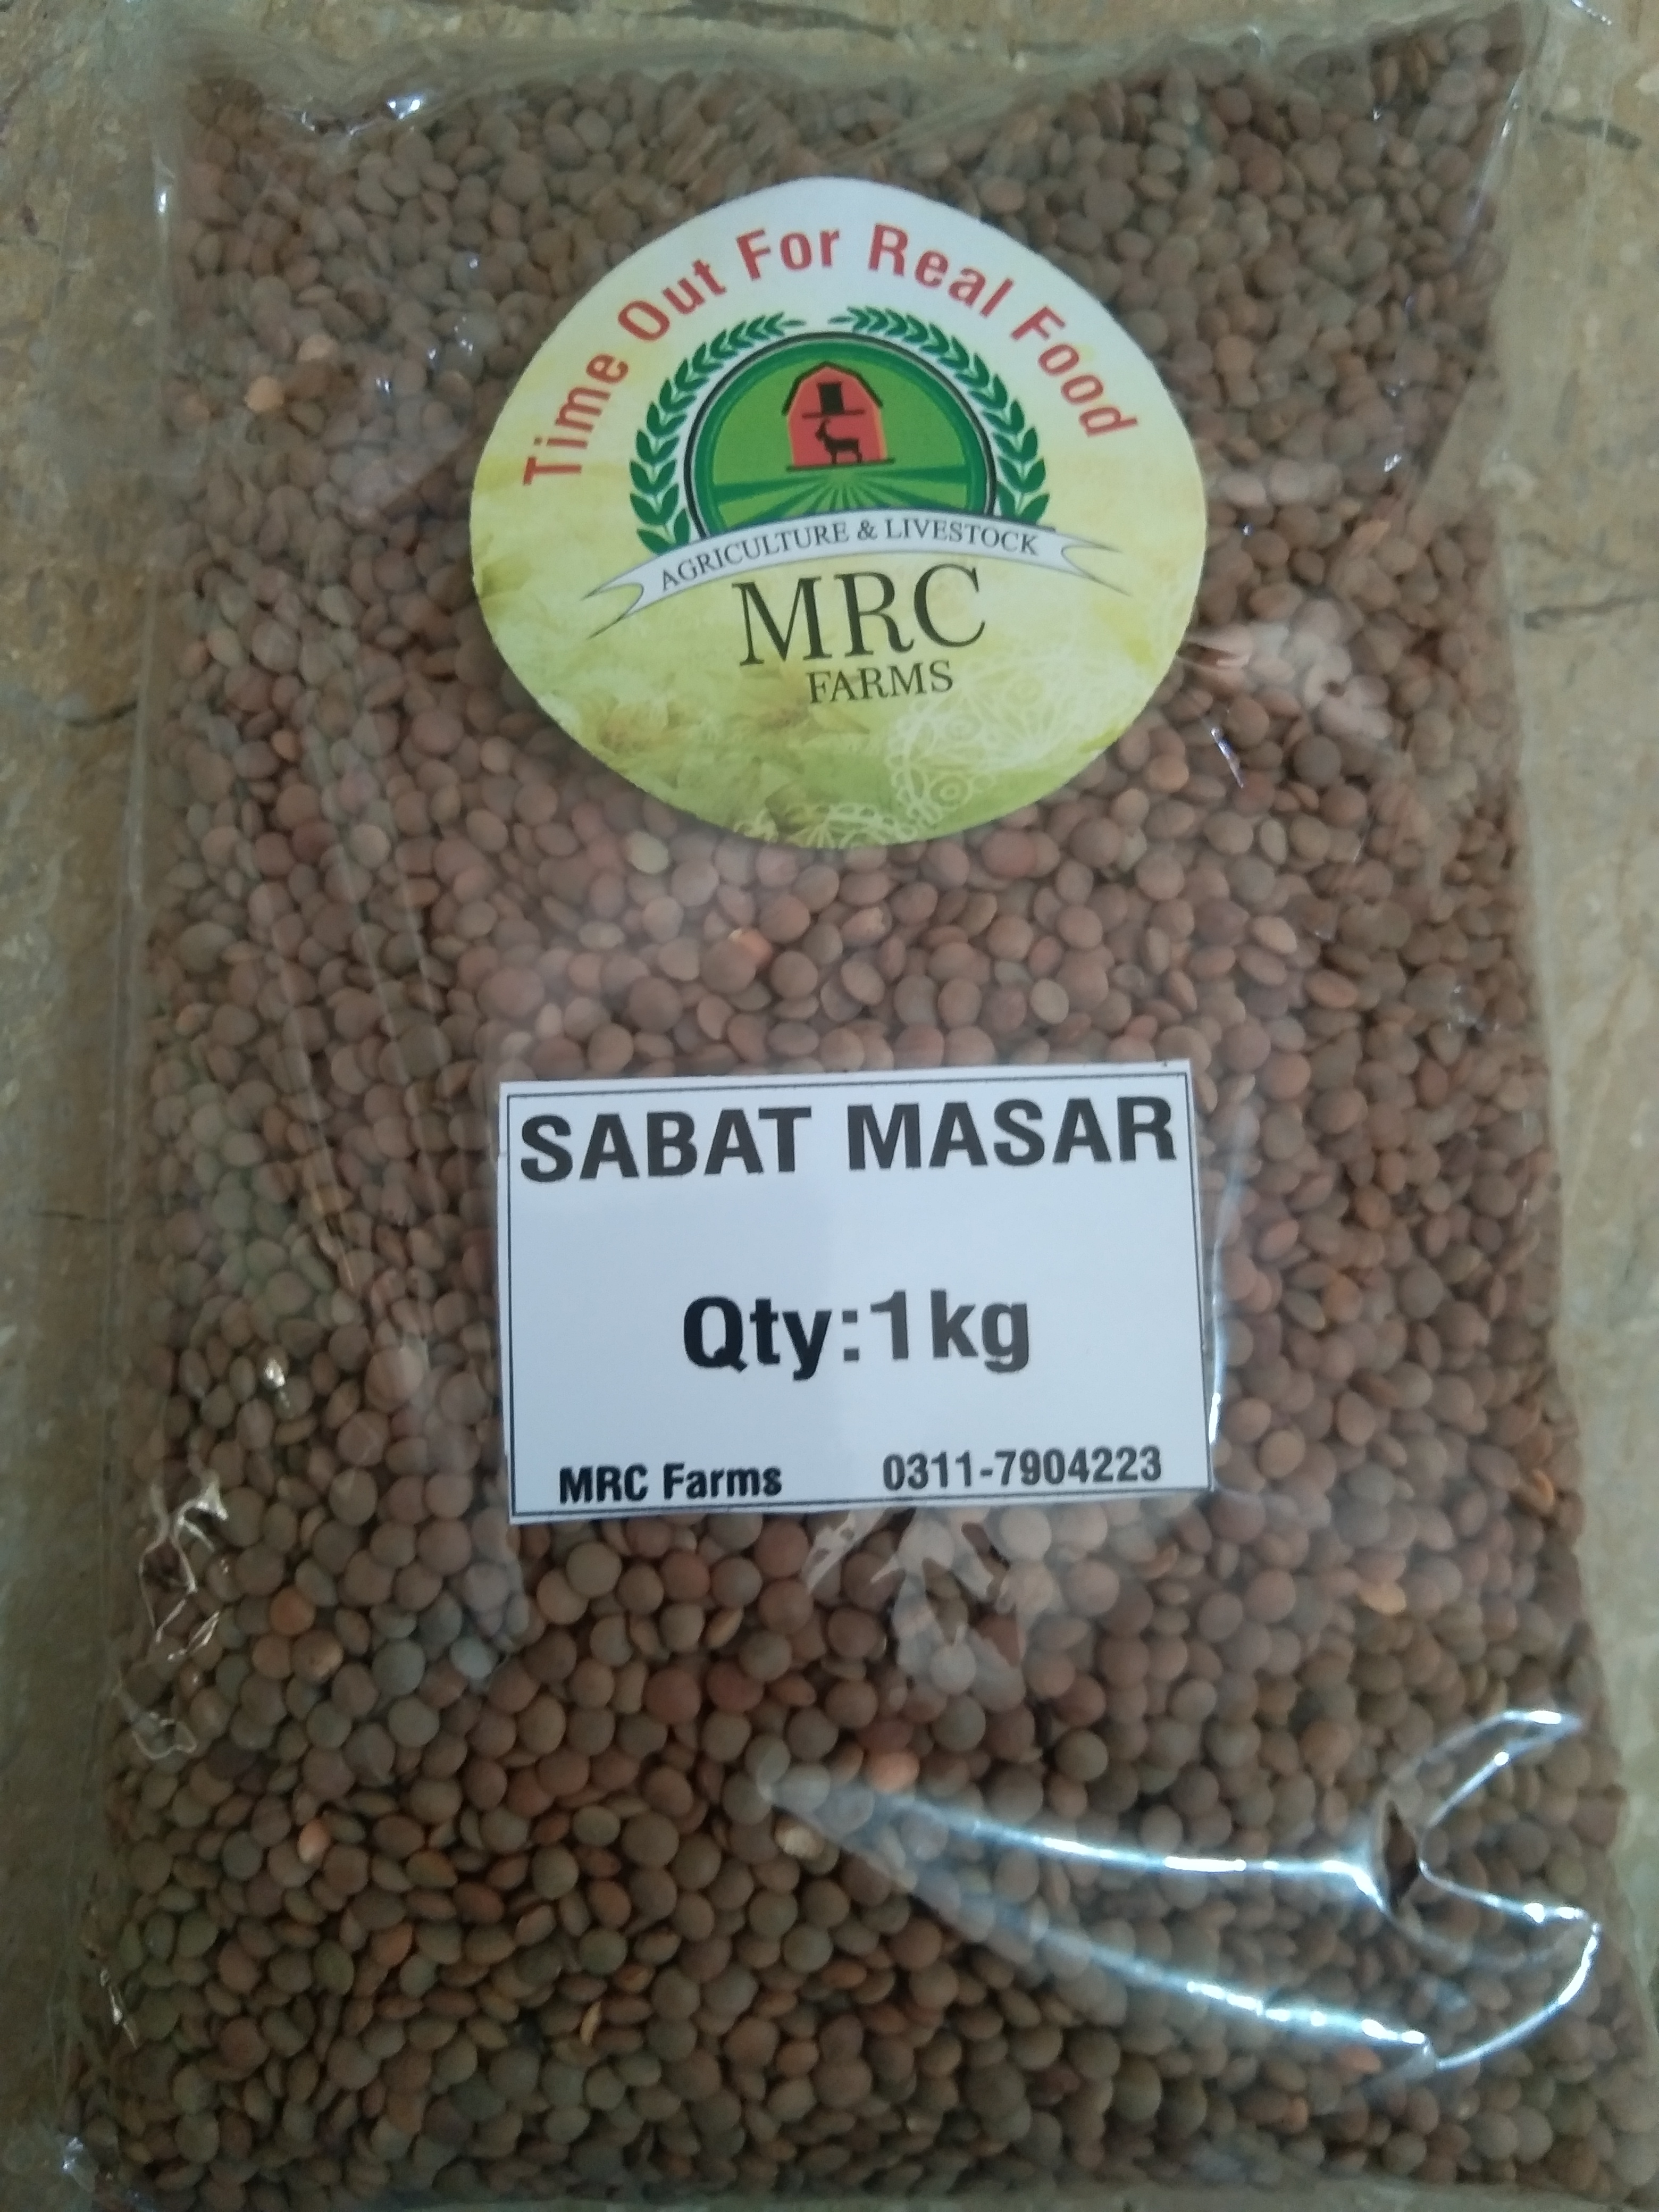 Time Out For Real Food
AGRICULTURE & LIVESTOCK
MRC
FARMS
SABAT MASAR
Qty:1kg
MRC Farms 0311-7904223